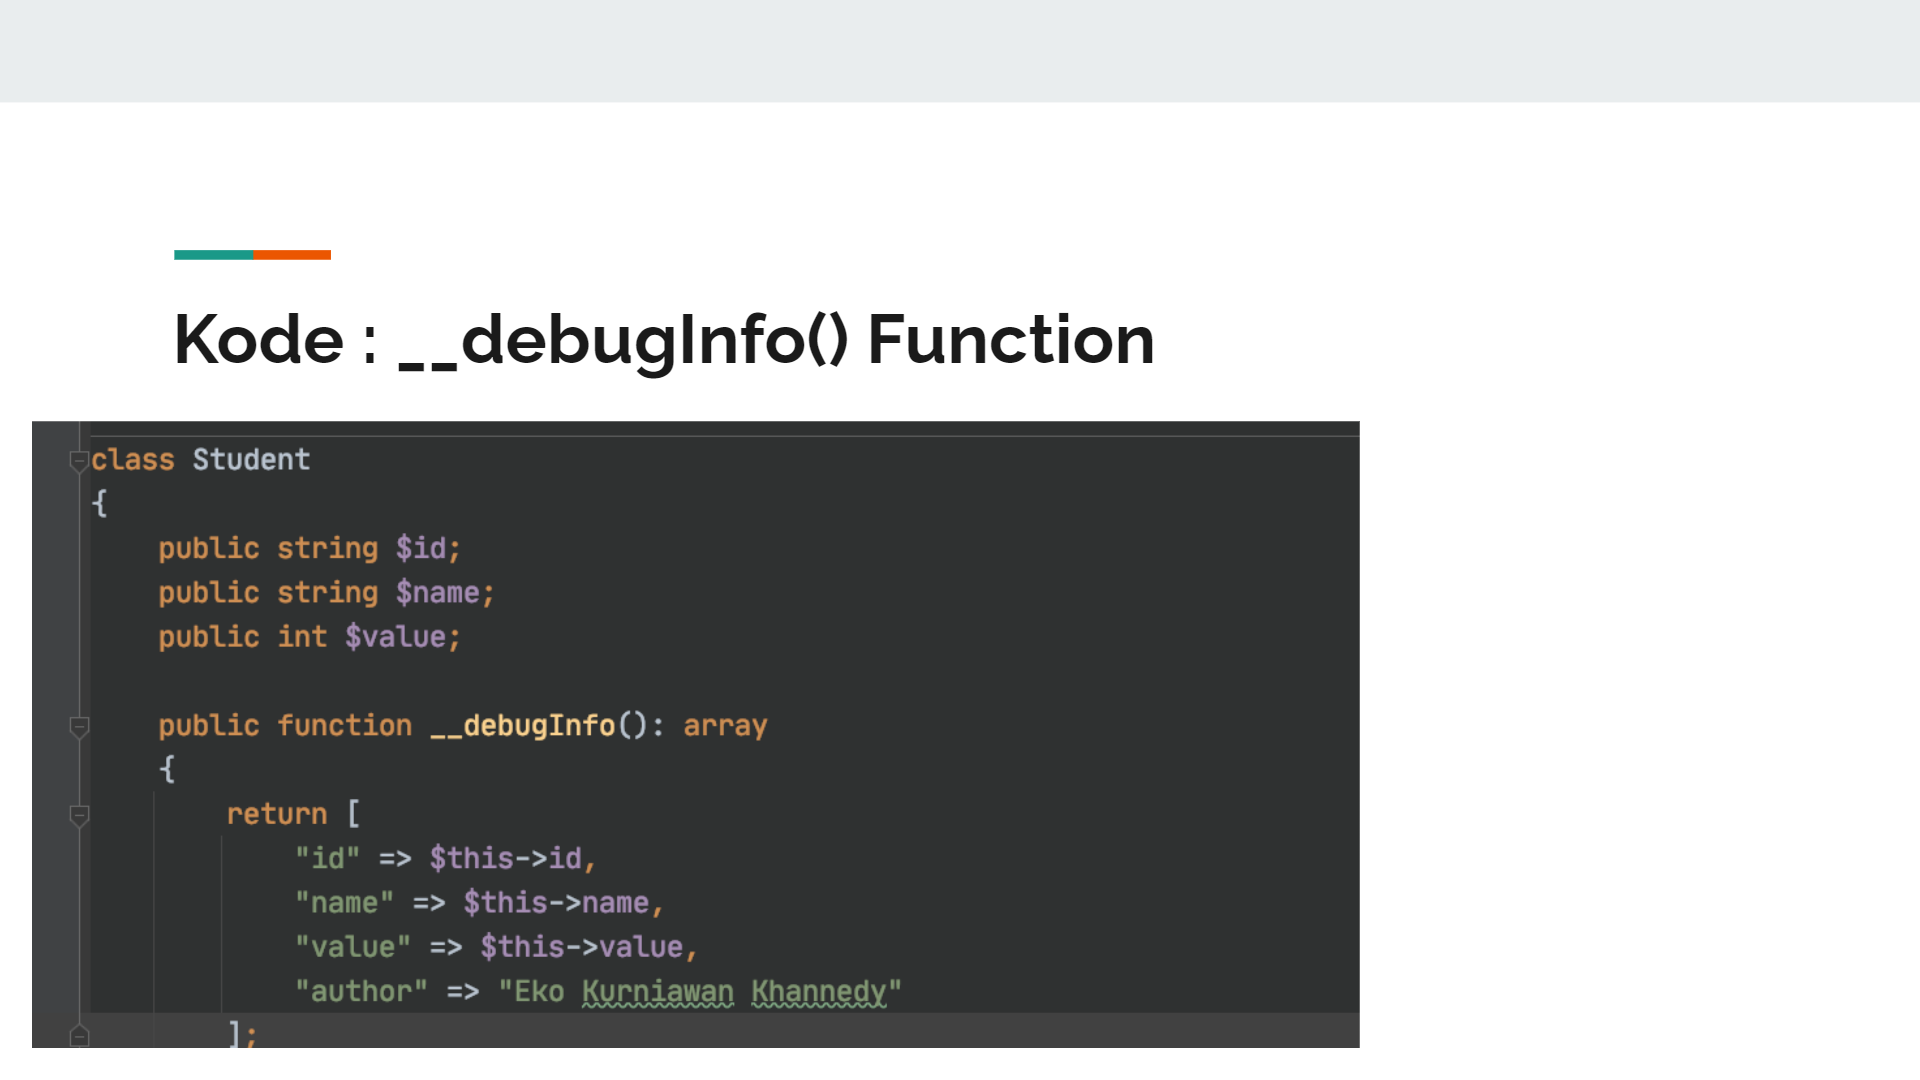 Kode : __debugInfo() Function
class Student
{
    public string $id;
    public string $name;
    public int $value;
    public function __debugInfo(): array
    {
        return [
            "id" => $this->id,
            "name" => $this->name,
            "value" => $this->value,
            "author" => "Eko Kurniawan Khannedy"
        ];